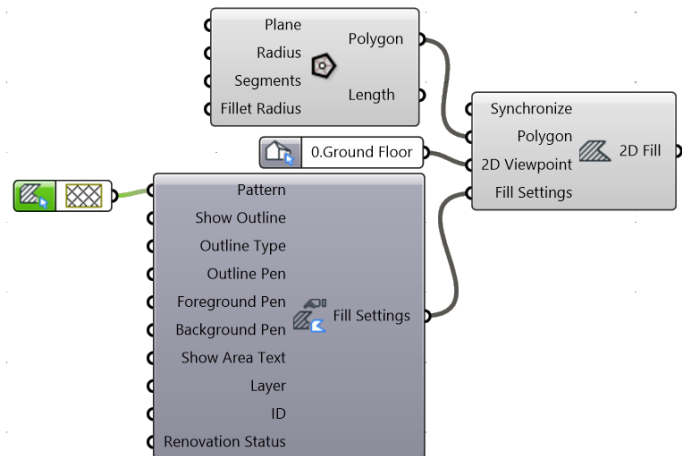 Plane
Radius
Segments
Fillet Radius
Polygon
Length
0.Ground Floor
Synchronize
Polygon
2D Viewpoint
Fill Settings
2D Fill
Pattern
Show Outline
Outline Type
Outline Pen
Foreground Pen
Background Pen
Show Area Text
Layer
ID
Renovation Status
Fill Settings